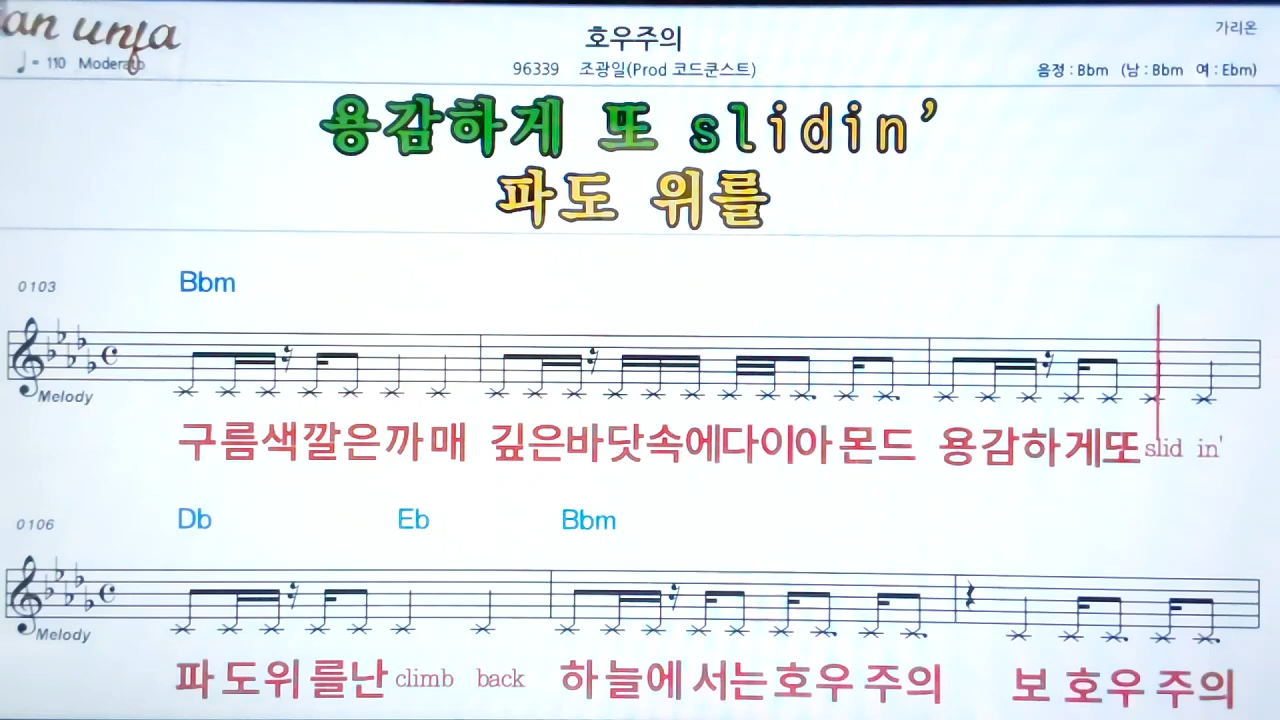 an unfa
호우주의
가리온
♩= 110 Moderato
96339 조광일(Prod 코드쿤스트)
음정 : Bbm (남 : Bbm 여 : Ebm)
용감하게 또 slidin’
파도 위를
0103
Bbm
Melody
구름색깔은까매 깊은바닷속에다이아몬드 용감하게또 slid in'
0106
Db Eb Bbm
Melody
파도위를난 climb back 하늘에서는호우주의 보호우주의